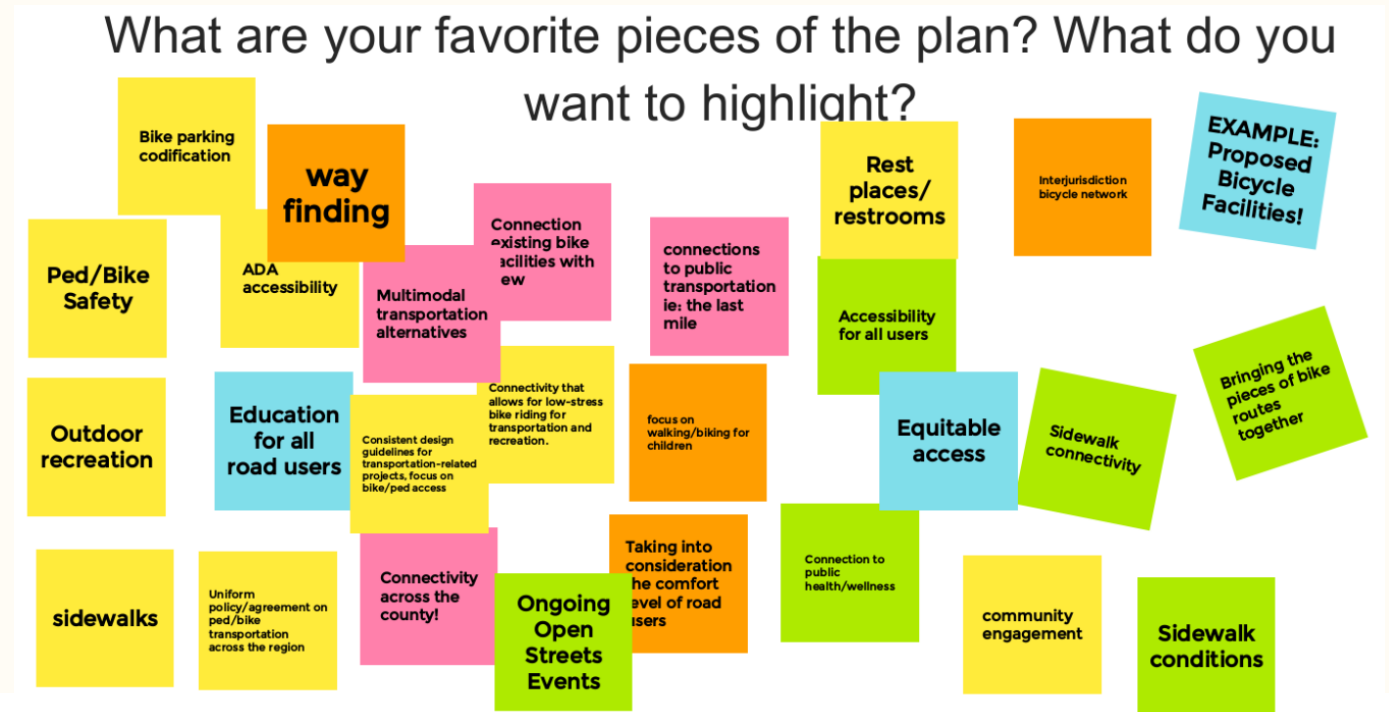 What are your favorite pieces of the plan? What do you
want to highlight?
Bike parking
codification
way
finding
Rest
places/
restrooms
Interjurisdiction
bicycle network
EXAMPLE:
Proposed
Bicycle
Facilities!
Ped/Bike
Safety
ADA
accessibility
Connection
existing bike
acilities with
ew
Multimodal
transportation
alternatives
connections
to public
transportation
ie: the last
mile
Accessibility
for all users
Outdoor
recreation
Education
for all
road users
Consistent design
guidelines for
transportation-related
projects, focus on
bike/ped access
Connectivity that
allows for low-stress
bike riding for
transportation and
recreation.
focus on
walking/biking for
children
Equitable
access
Sidewalk
connectivity
Bringing the
pieces of bike
routes
together
sidewalks
Uniform
policy/agreement on
ped/bike
transportation
across the region
Connectivity
across the
county!
Ongoing
Open
Streets
Events
Taking into
consideration
he comfort
evel of road
users
Connection to
public
health/wellness
community
engagement
Sidewalk
conditions